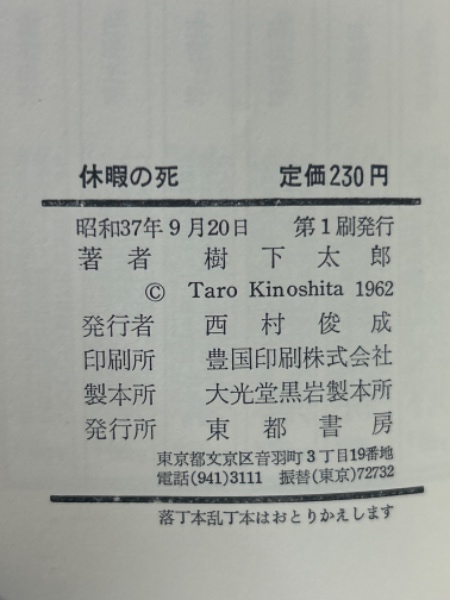 休暇の死　定価230円
昭和37年9月20日　第1刷発行
著者　樹下太郎
© Taro Kinoshita 1962
発行者　西村俊成
印刷所　豊国印刷株式会社
製本所　大光堂黒岩製本所
発行所　東都書房
東京都文京区音羽町3丁目19番地
電話(941)3111　振替(東京)72732
落丁本乱丁本はおとりかえします